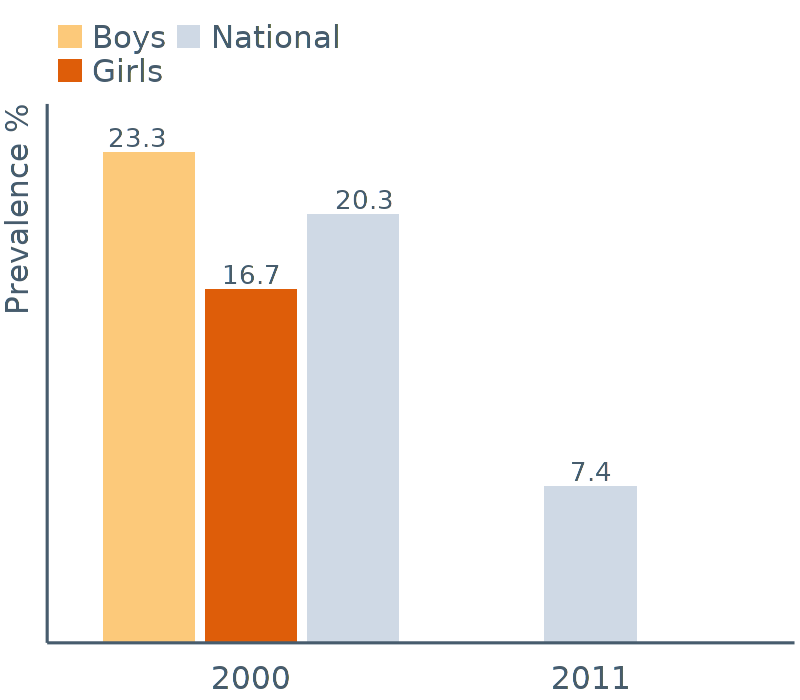 Boys National
Girls
Prevalence %
23.3
16.7
20.3
7.4
2000
2011